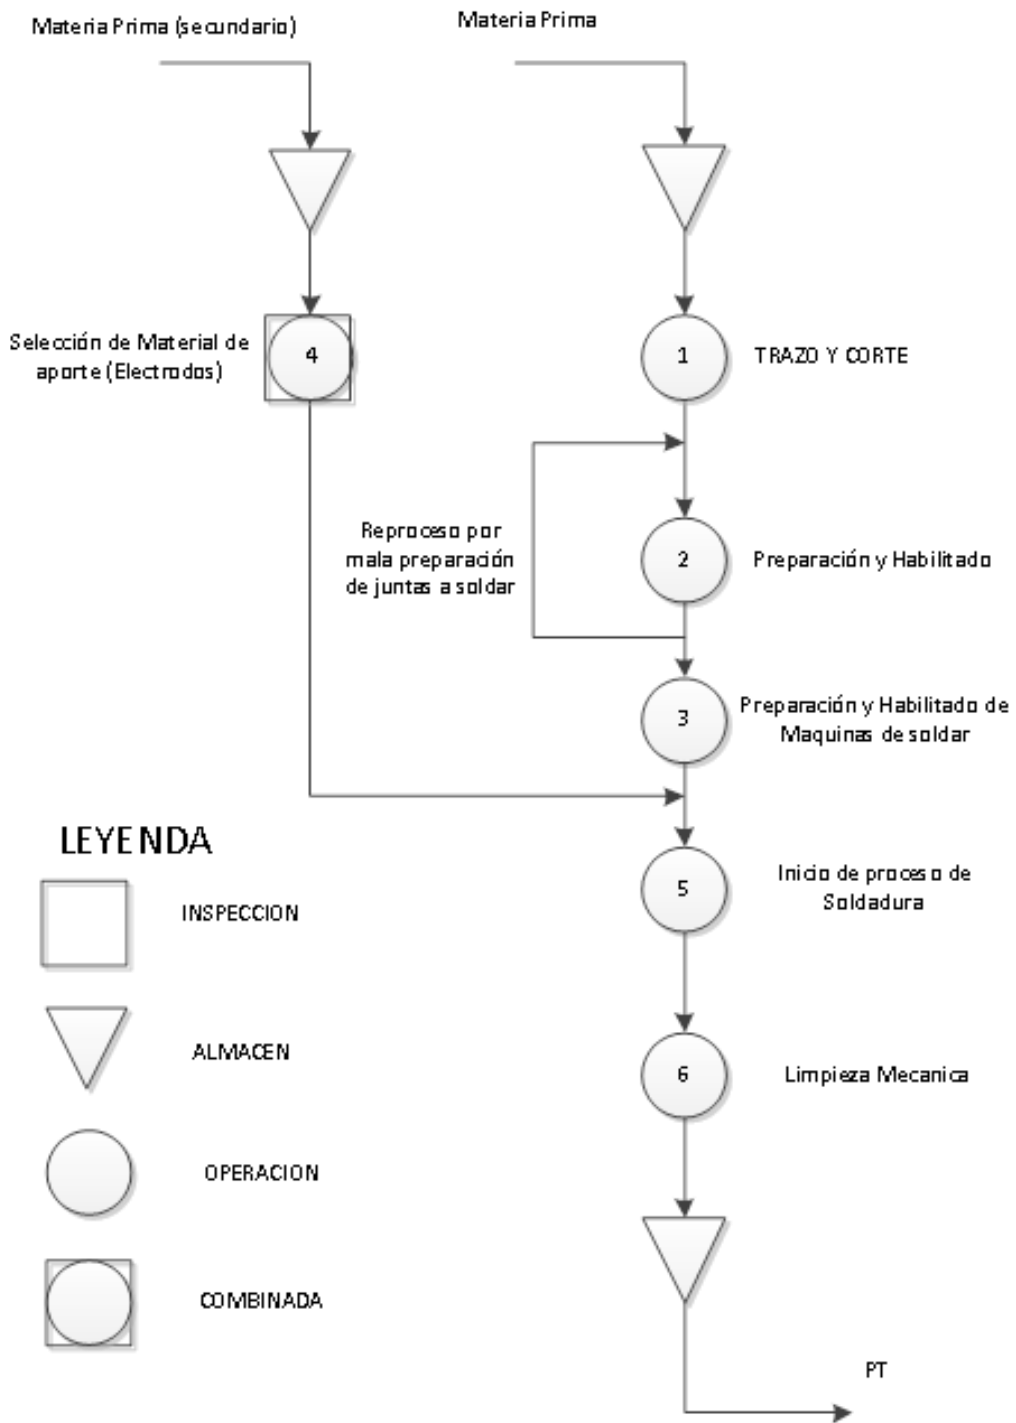 Materia Prima (secundario)
Materia Prima
Selección de Material de
aporte (Electrodos)
4
1
TRAZO Y CORTE
Reproceso por
mala preparación
de juntas a soldar
2
Preparación y Habilitado
3
Preparación y Habilitado de
Maquinas de soldar
LEYENDA
INSPECCION
ALMACEN
OPERACION
COMBINADA
5
Inicio de proceso de
Soldadura
6
Limpieza Mecanica
PT